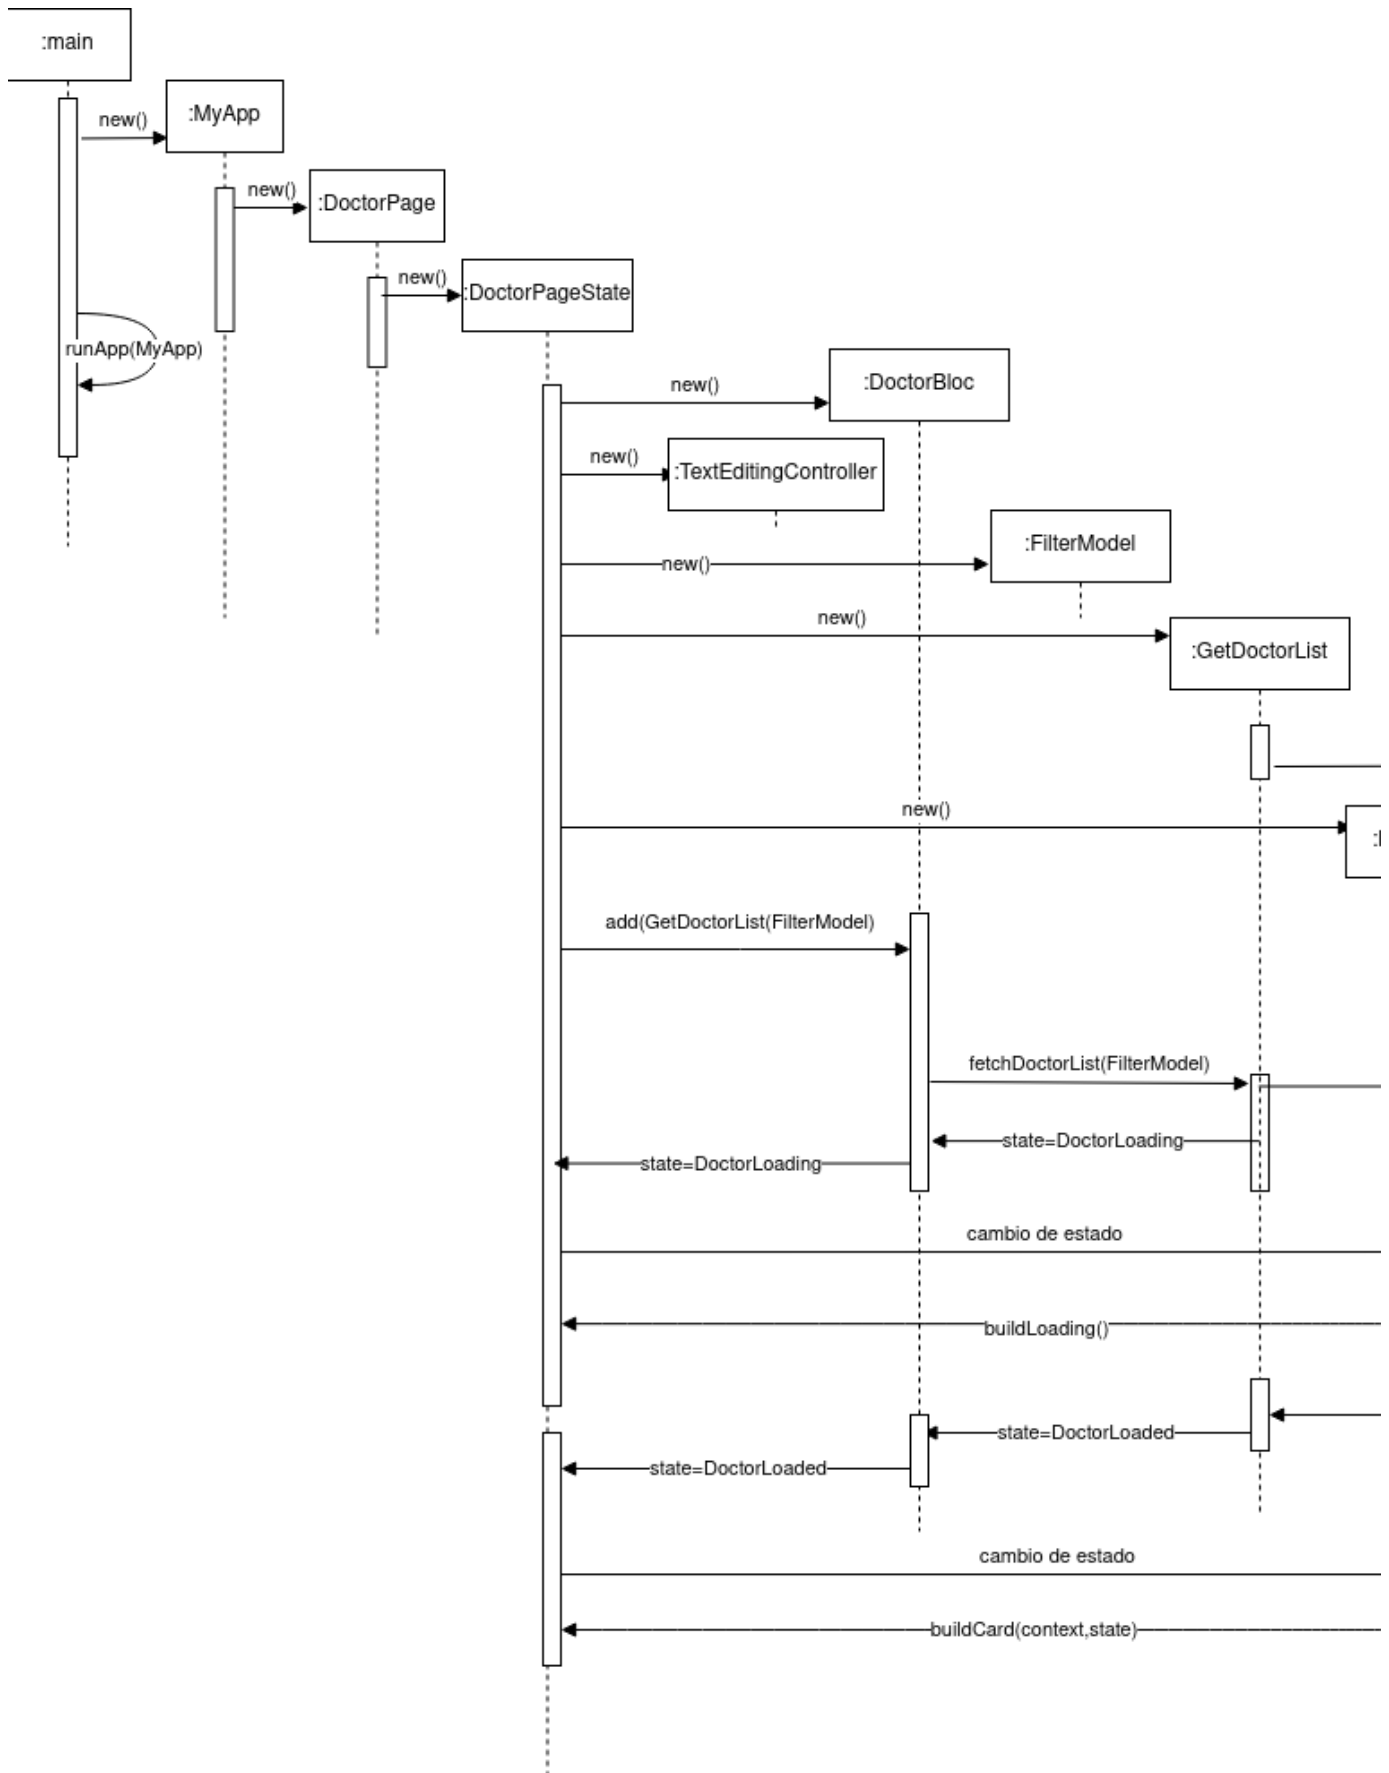 :main
:MyApp
new()
:DoctorPage
new()
:DoctorPageState
new()
runApp(MyApp)
:DoctorBloc
new()
:TextEditingController
new()
:FilterModel
new()
:GetDoctorList
new()
new()
add(GetDoctorList(FilterModel)
fetchDoctorList(FilterModel)
state=DoctorLoading
state=DoctorLoading
cambio de estado
buildLoading()
state=DoctorLoaded
state=DoctorLoaded
cambio de estado
buildCard(context,state)